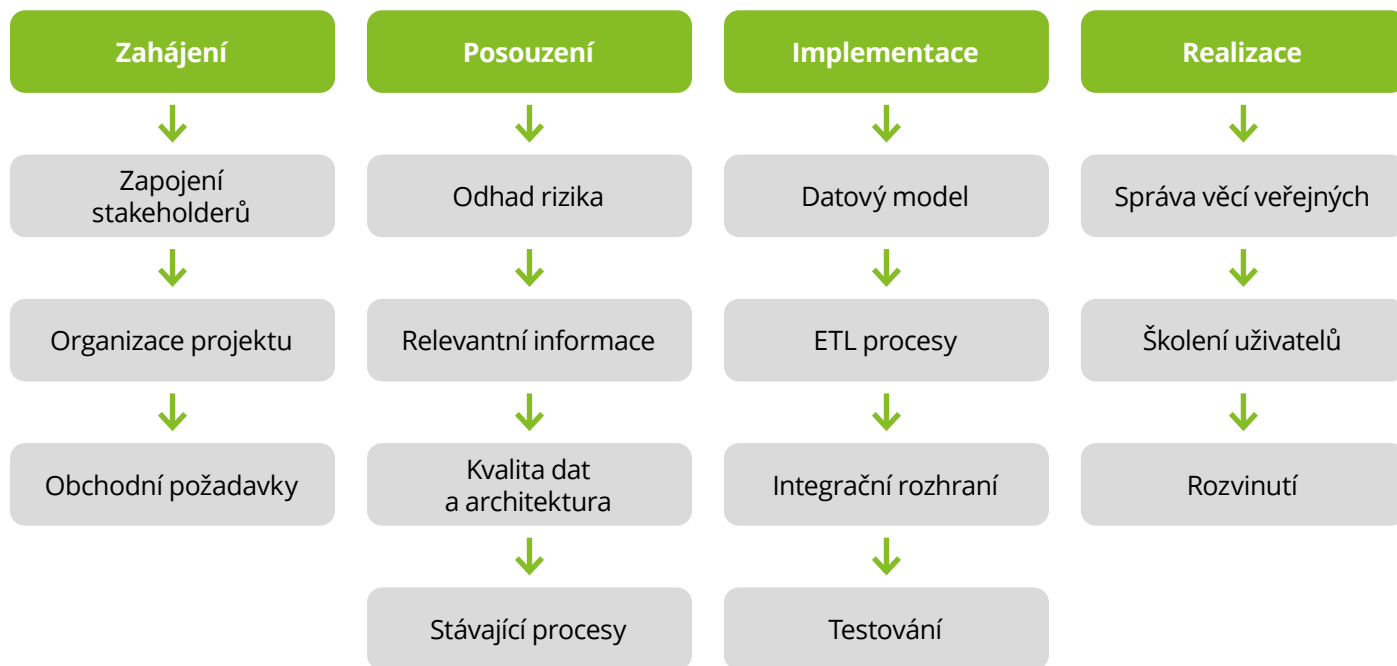 Zahájení
Zapojení
stakeholderů
Organizace projektu
Obchodní požadavky
Posouzení
Odhad rizika
Relevantní informace
Kvalita dat
a architektura
Stávající procesy
Implementace
Datový model
ETL procesy
Integrační rozhraní
Testování
Realizace
Správa věcí veřejných
Školení uživatelů
Rozvinutí